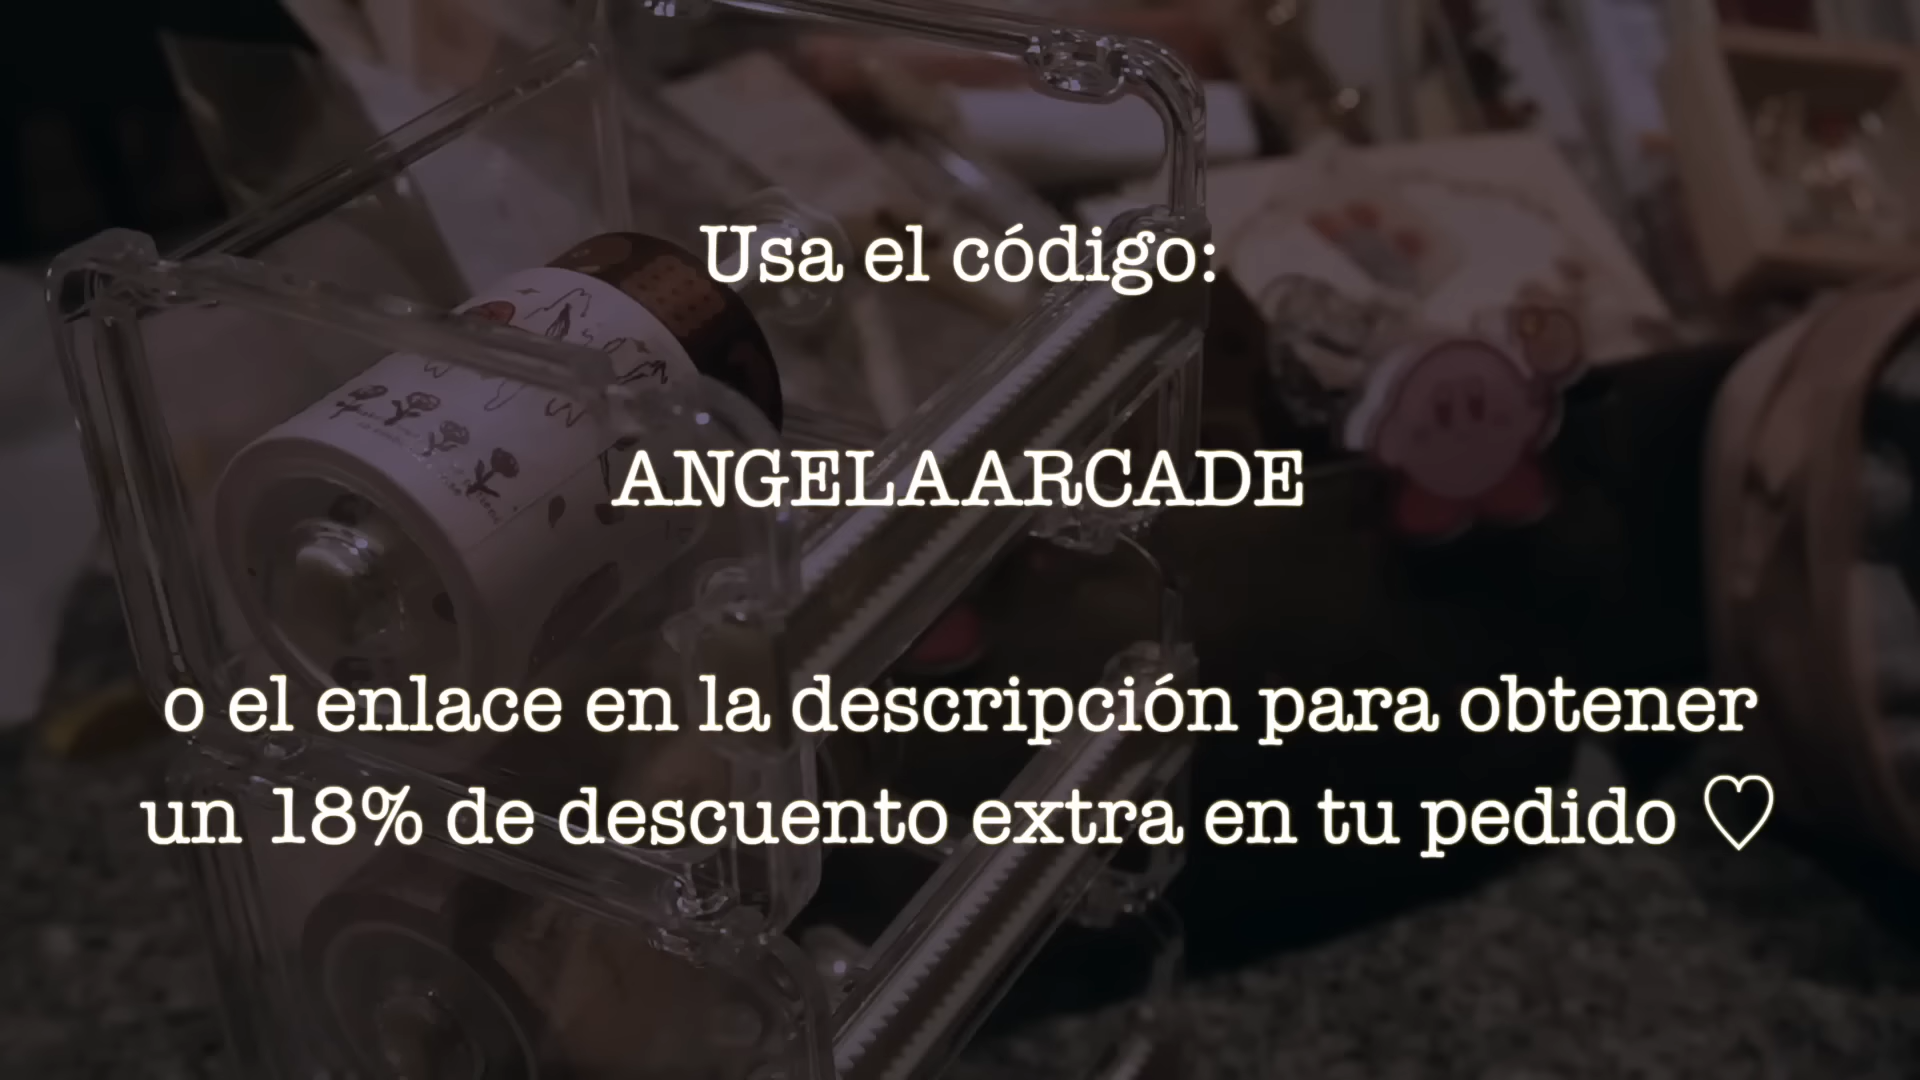 Usa el código:
ANGELAARCADE
o el enlace en la descripción para obtener
un 18% de descuento extra en tu pedido ♡